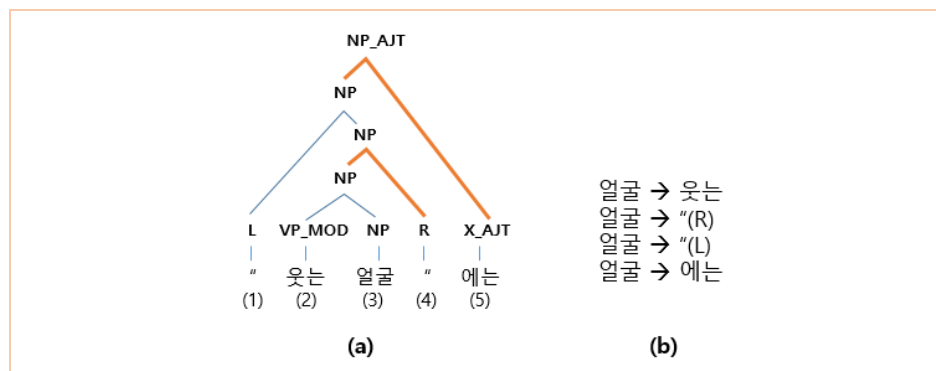 NP_AJT
NP
NP
NP
L VP_MOD NP R X_AJT
“ 웃는 얼굴 “ 에는
(1) (2) (3) (4) (5)
(a)
얼굴 → 웃는
얼굴 → “(R)
얼굴 → “(L)
얼굴 → 에는
(b)